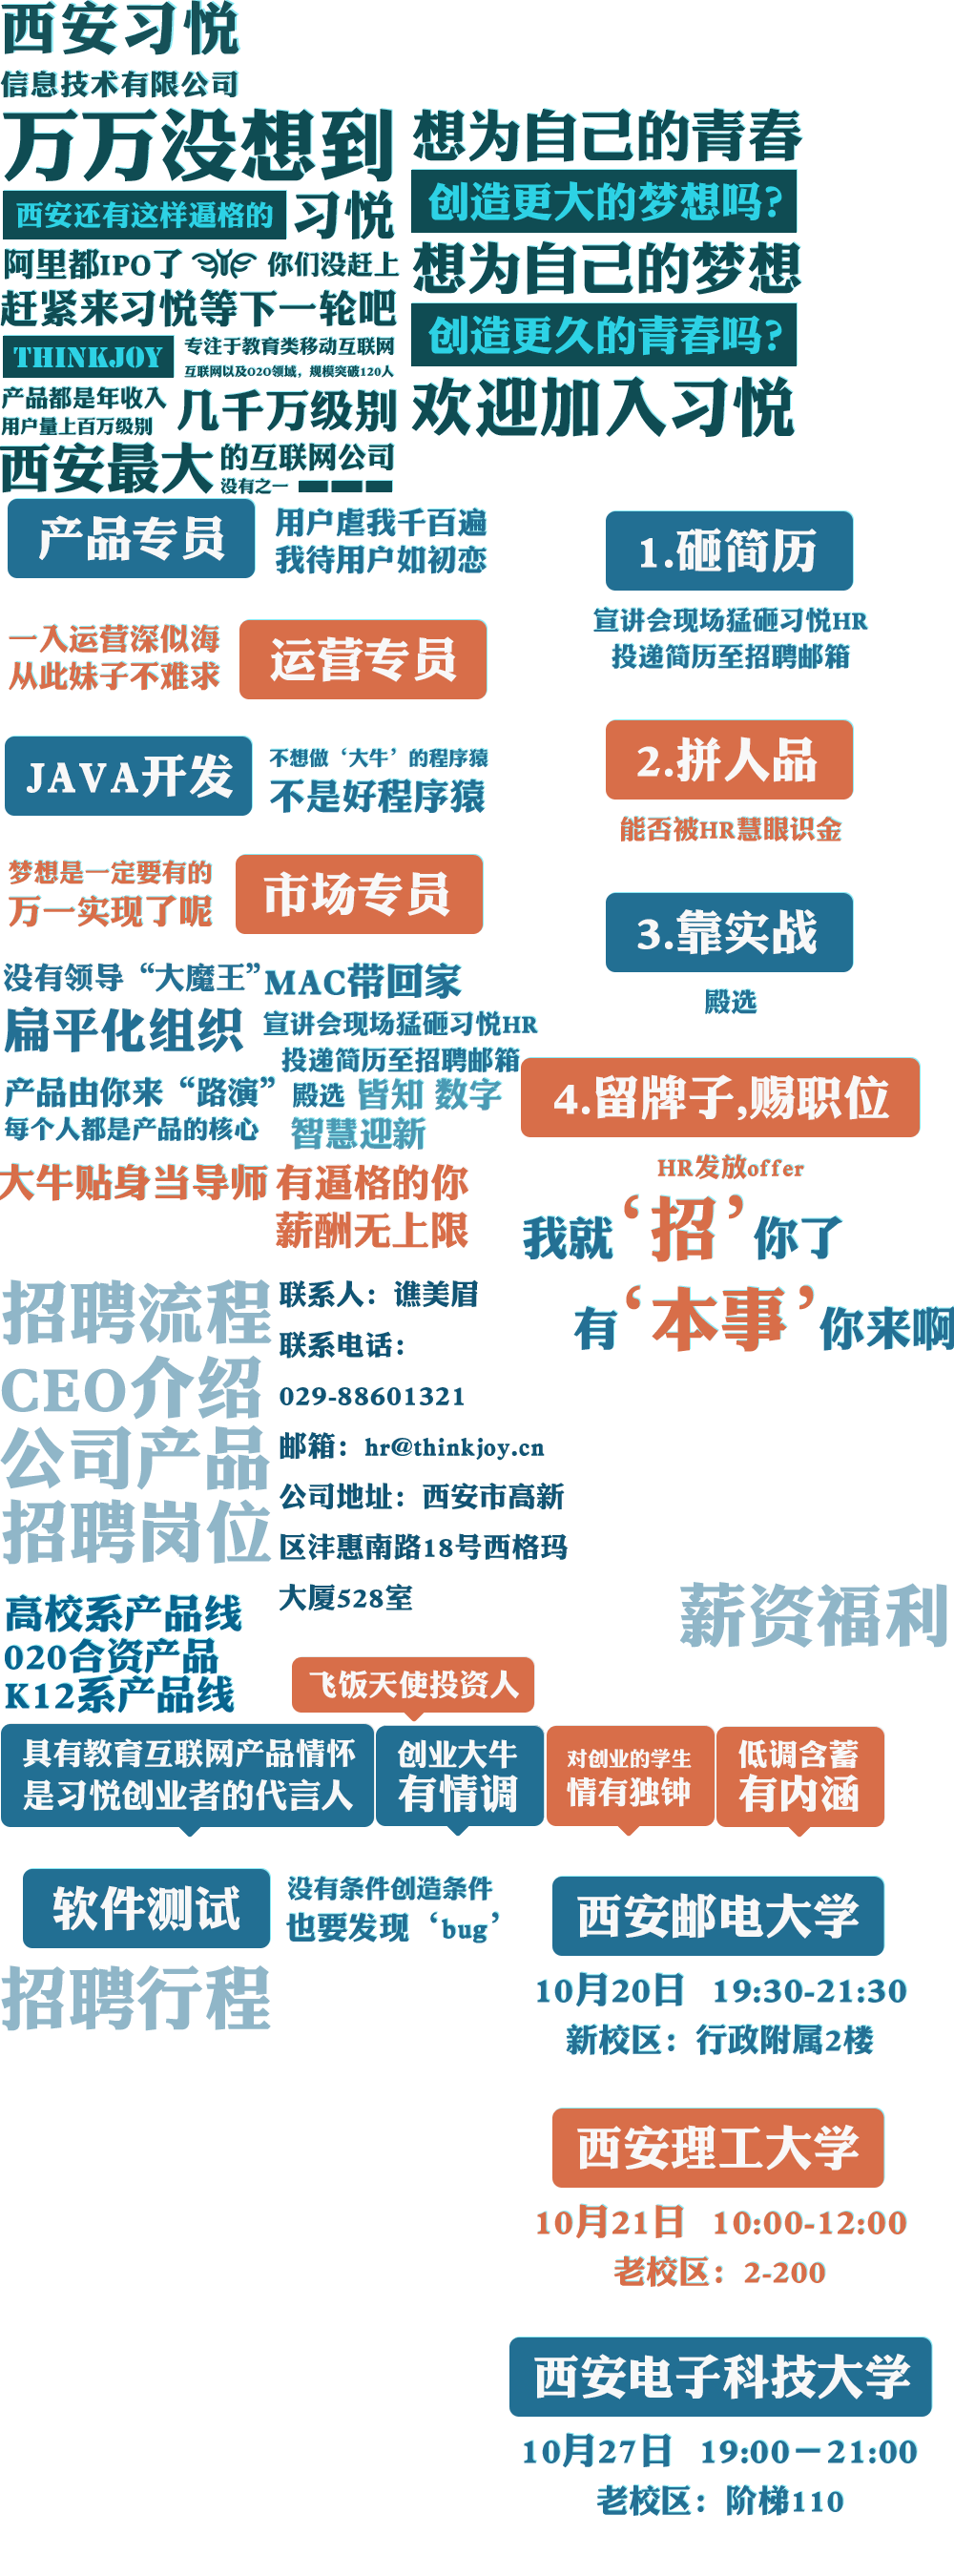 西安习悦
信息技术有限公司
万万没想到
西安还有这样逼格的 习悦
阿里都IPO了 你们没赶上
赶紧来习悦等下一轮吧
THINKJOY
专注于教育类移动互联网
互联网以及O2O领域，规模突破120人
产品都是年收入
用户量上百万级别
几千万级别
西安最大
的互联网公司
没有之一
想为自己的青春
创造更大的梦想吗?
想为自己的梦想
创造更久的青春吗?
欢迎加入习悦
产品专员
用户虐我千百遍
我待用户如初恋
一入运营深似海
从此妹子不难求
运营专员
JAVA开发
不想做‘大牛’的程序猿
不是好程序猿
梦想是一定要有的
万一实现了呢
市场专员
1.砸简历
宣讲会现场猛砸习悦HR
投递简历至招聘邮箱
2.拼人品
能否被HR慧眼识金
3.靠实战
殿选
4.留牌子,赐职位
HR发放offer
没有领导“大魔王”
扁平化组织
MAC带回家
宣讲会现场猛砸习悦HR
投递简历至招聘邮箱
产品由你来“路演”
每个人都是产品的核心
殿选 皆知 数字
智慧迎新
大牛贴身当导师
有逼格的你
薪酬无上限
我就‘招’你了
有‘本事’你来啊
招聘流程
CEO介绍
公司产品
招聘岗位
联系人：谯美眉
联系电话：
029-88601321
邮箱：hr@thinkjoy.cn
公司地址：西安市高新
区沣惠南路18号西格玛
大厦528室
薪资福利
高校系产品线
020合资产品
K12系产品线
飞饭天使投资人
具有教育互联网产品情怀
是习悦创业者的代言人
创业大牛
有情调
对创业的学生
情有独钟
低调含蓄
有内涵
软件测试
没有条件创造条件
也要发现‘bug’
招聘行程
西安邮电大学
10月20日 19:30-21:30
新校区：行政附属2楼
西安理工大学
10月21日 10:00-12:00
老校区：2-200
西安电子科技大学
10月27日 19:00－21:00
老校区：阶梯110